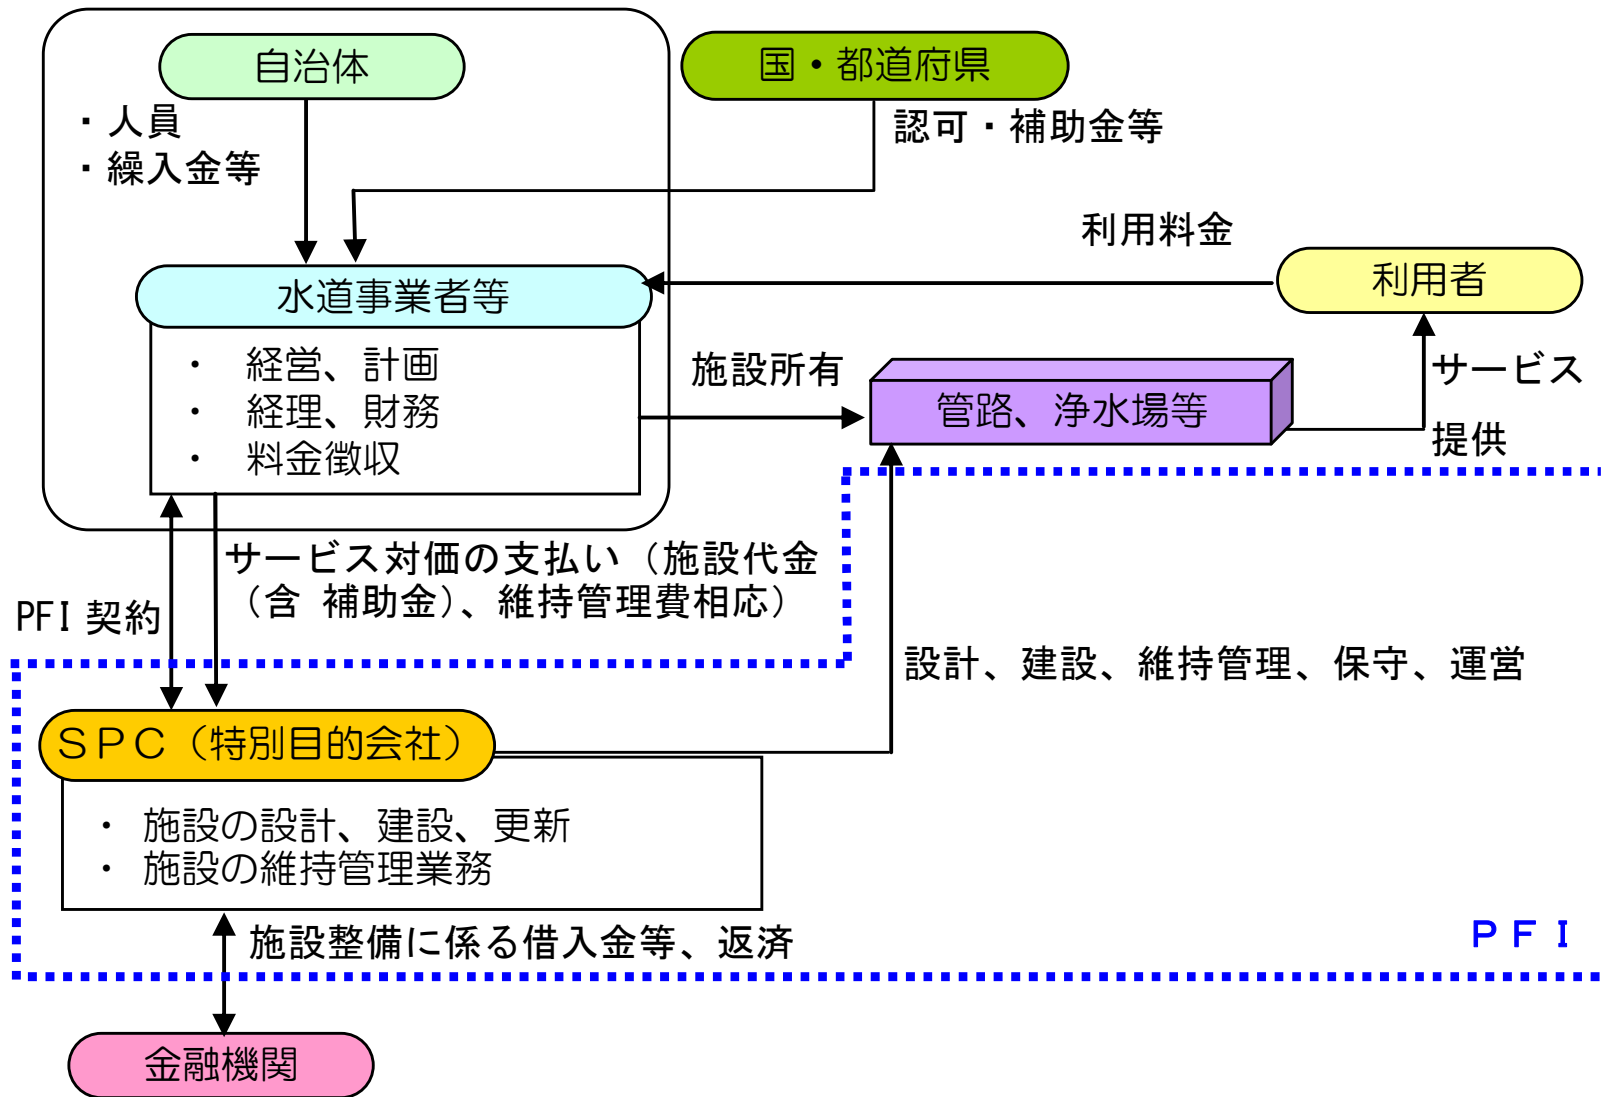 自治体
国・都道府県
・人員
・繰入金等
認可・補助金等
利用料金
水道事業者等
利用者
・ 経営、計画
・ 経理、財務
・ 料金徴収
施設所有
管路、浄水場等
サービス
提供
サービス対価の支払い（施設代金
（含 補助金）、維持管理費相応）
PFI 契約
設計、建設、維持管理、保守、運営
ＳＰＣ（特別目的会社）
・ 施設の設計、建設、更新
・ 施設の維持管理業務
施設整備に係る借入金等、返済
ＰＦＩ
金融機関